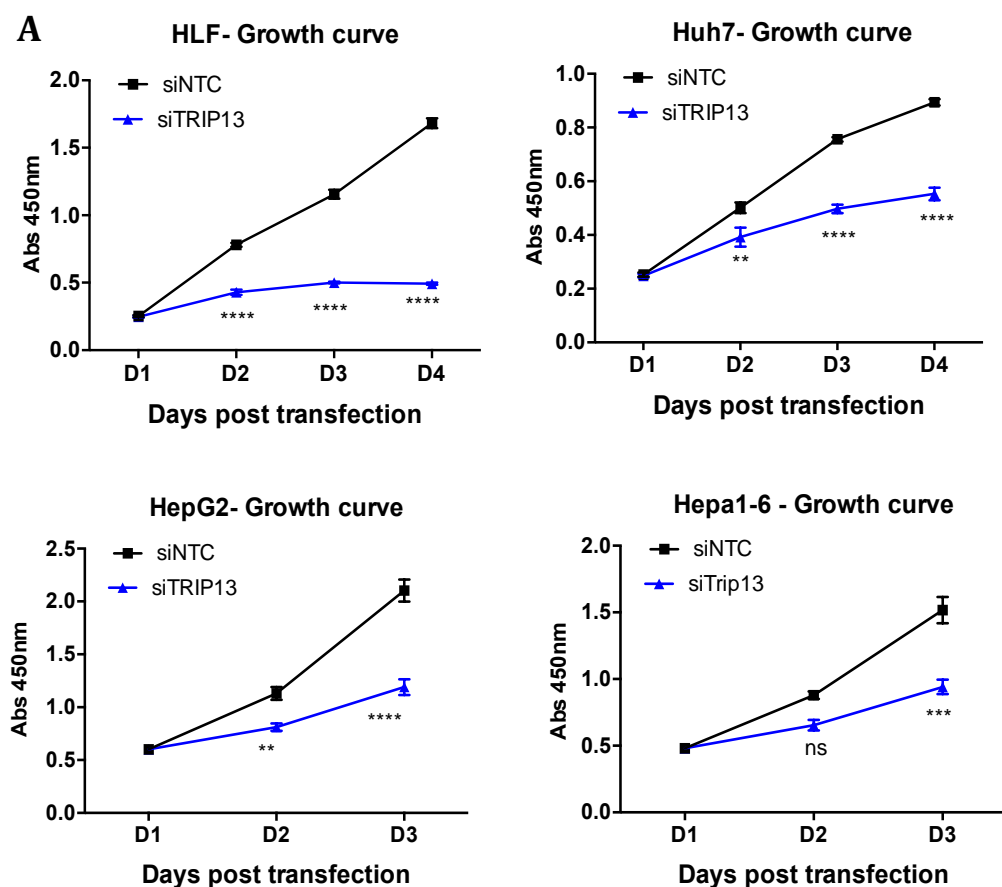 A
HLF- Growth curve
siNTC
siTRIP13
Abs 450nm
2.0
1.5
1.0
0.5
0.0
****
****
****
D1 D2 D3 D4
Days post transfection
Huh7- Growth curve
siNTC
siTRIP13
Abs 450nm
1.0
0.8
0.6
0.4
0.2
0.0
**
****
****
D1 D2 D3 D4
Days post transfection
HepG2- Growth curve
siNTC
siTRIP13
Abs 450nm
2.5
2.0
1.5
1.0
0.5
0.0
**
****
D1 D2 D3
Days post transfection
Hepa1-6 - Growth curve
siNTC
siTrip13
Abs 450nm
2.0
1.5
1.0
0.5
0.0
ns
***
D1 D2 D3
Days post transfection